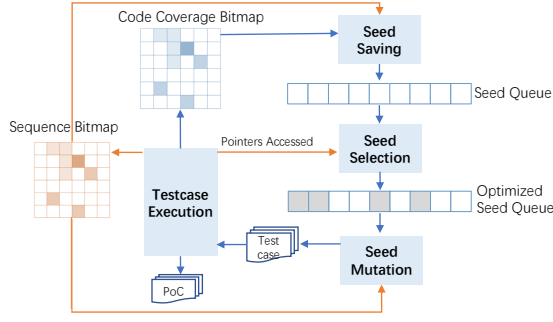 Code Coverage Bitmap
Seed
Saving
Seed Queue
Sequence Bitmap
Pointers Accessed
Seed
Selection
Testcase
Execution
Optimized
Seed Queue
Test
case
Seed
Mutation
PoC